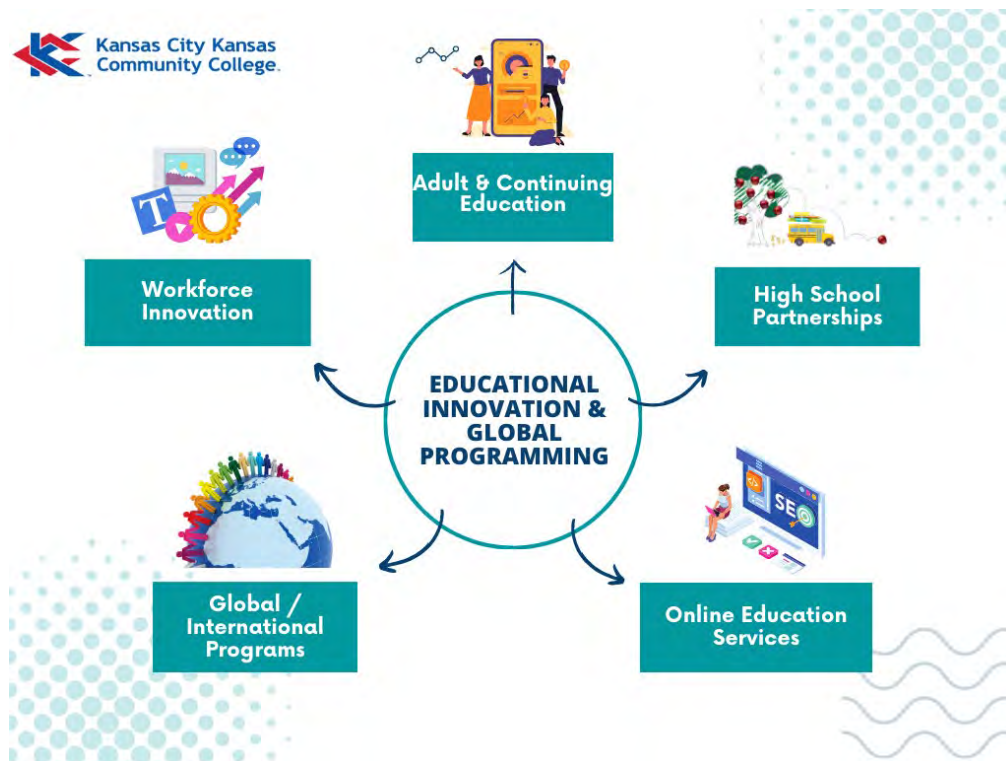 Kansas City Kansas
Community College
Adult & Continuing
Education
Workforce
Innovation
High School
Partnerships
EDUCATIONAL
INNOVATION &
GLOBAL
PROGRAMMING
T
SEO
Global /
International
Programs
Online Education
Services